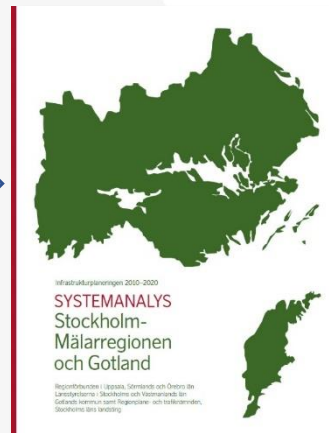 Infrastrukturplaneringen 2010–2020
SYSTEMANALYS
Stockholm-
Mälarregionen
och Gotland
Regionförbunden i Uppsala, Sörmlands och Örebro län
Länsstyrelserna i Stockholms och Västmanlands län
Gotlands kommun samt Regionplane- och trafiknämnden,
Stockholms läns landsting